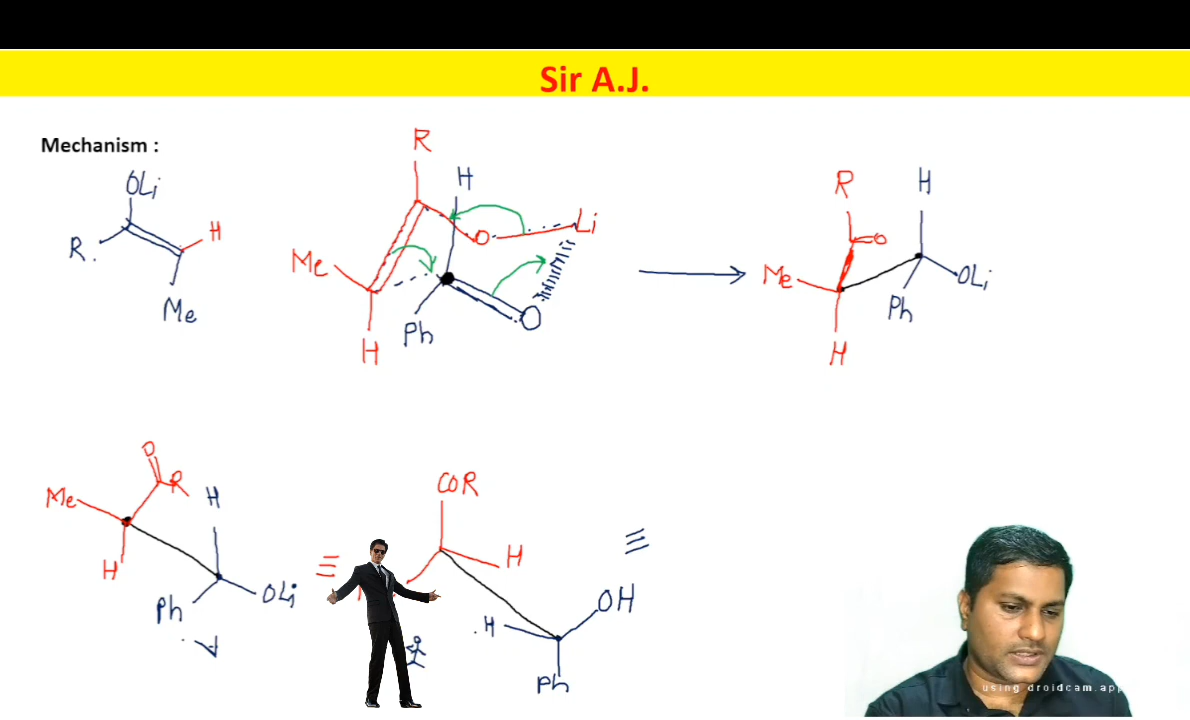 Sir A.J.
Mechanism :
OLi
R.
H
Me
R
H
O
Li
Me
Ph
O
H
R
H
O
Me
OLi
Ph
H
O
R
H
Me
H
Ph
OLi
COR
H
.H
OH
Ph
using droidcam.app